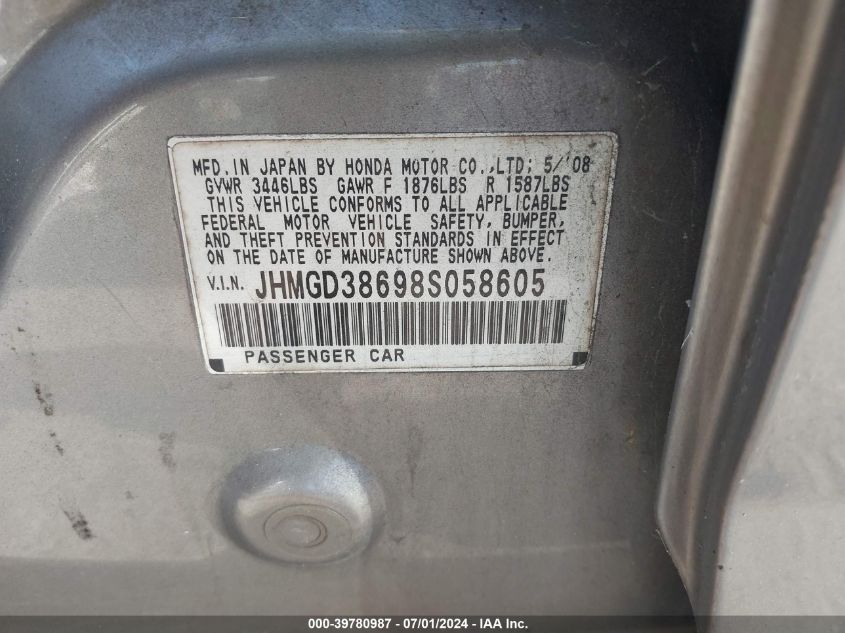 MFD. IN JAPAN BY HONDA MOTOR CO.,LTD; 5/'08
GVWR 3446LBS GAWR F 1876LBS R 1587LBS
THIS VEHICLE CONFORMS TO ALL APPLICABLE
FEDERAL MOTOR VEHICLE SAFETY, BUMPER,
AND THEFT PREVENTION STANDARDS IN EFFECT
ON THE DATE OF MANUFACTURE SHOWN ABOVE.
V.I.N. JHMGD38698S058605
PASSENGER CAR
000-39780987 - 07/01/2024 - IAA Inc.